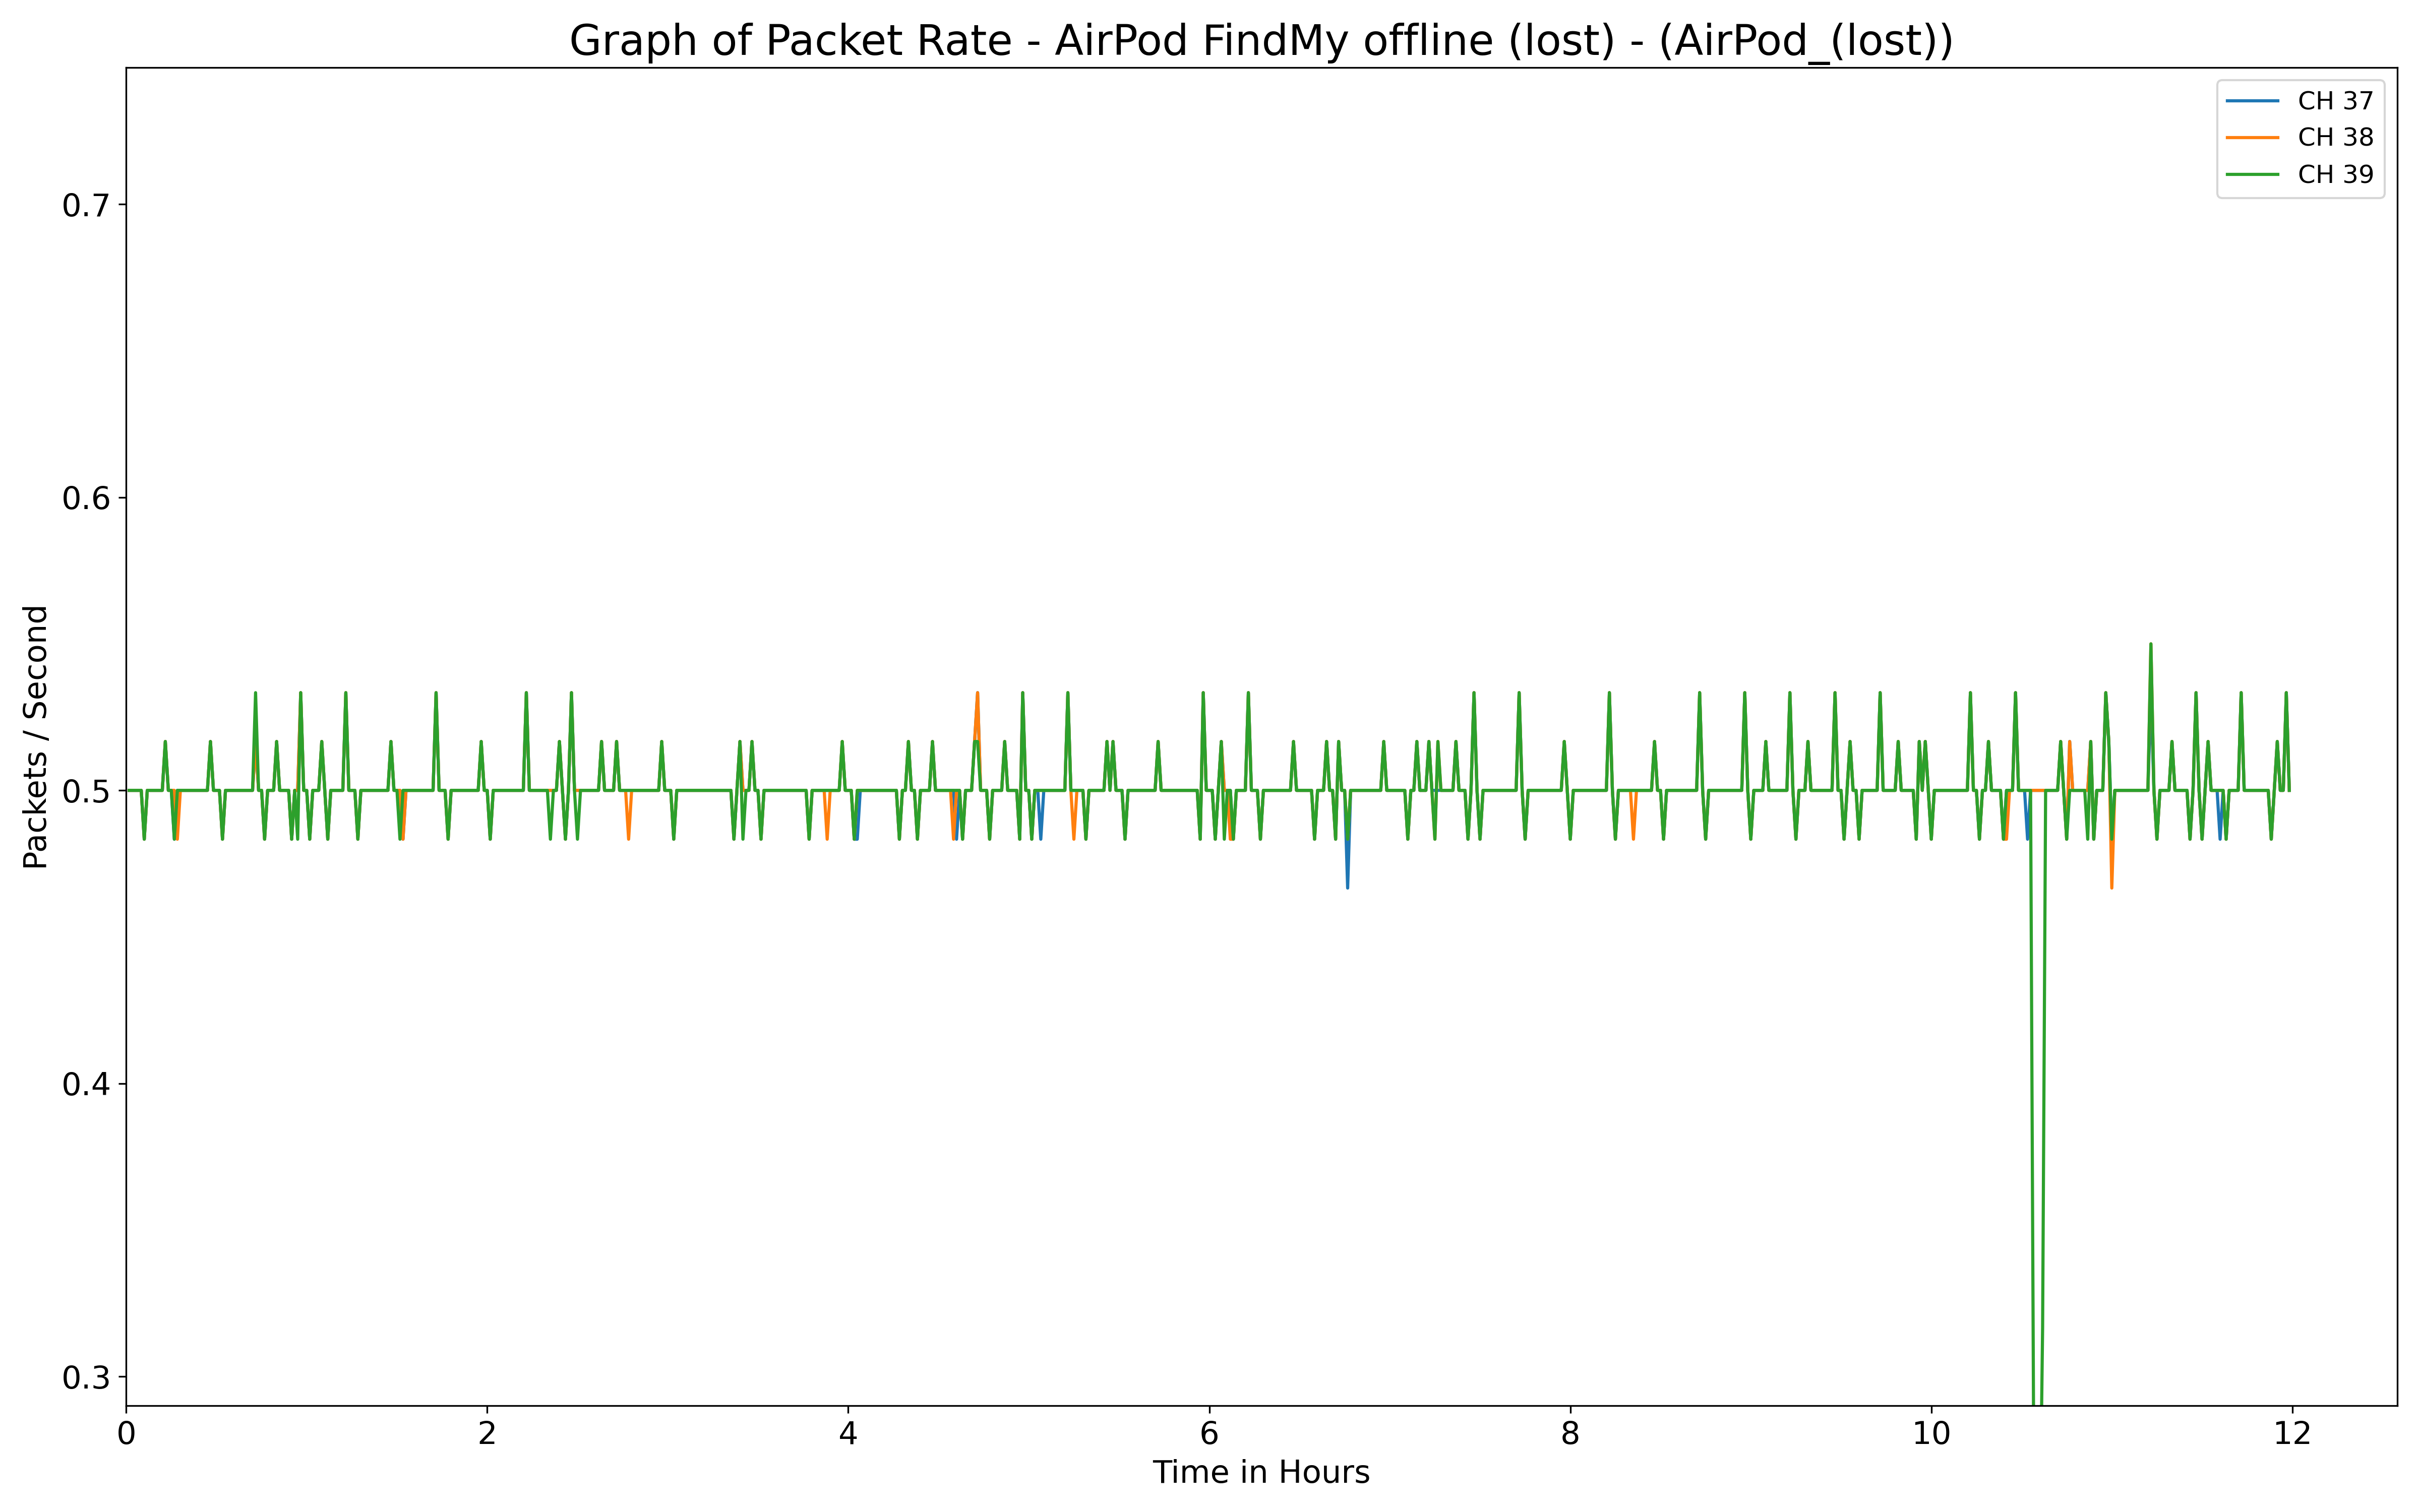 Graph of Packet Rate - AirPod FindMy offline (lost) - (AirPod_(lost))
CH 37
CH 38
CH 39
0.7
0.6
0.5
0.4
0.3
Packets / Second
0 2 4 6 8 10 12
Time in Hours